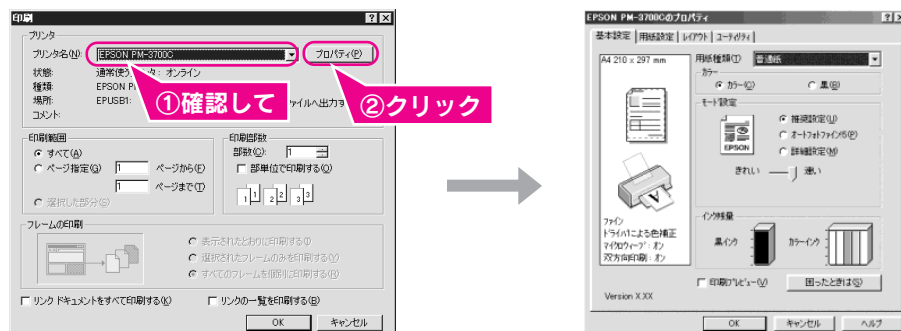 印刷
プリンタ
プリンタ名(N): EPSON PM-3700C プロパティ(P)
状態: 通常使 タ: オンライン
種類: EPSON P
場所: EPUSB1: ァイルへ出力す
コメント:
①確認して
②クリック
印刷範囲
すべて(A)
ページ指定(G) 1 ページから(F)
1 ページまで(T)
選択した部分(S)
印刷部数
部数(C): 1
部単位で印刷する(O)
1 1 2 2 3 3
フレームの印刷
表示されたとおりに印刷する(I)
選択されたフレームのみを印刷する(V)
すべてのフレームを個別に印刷する(R)
リンク ドキュメントをすべて印刷する(K)
リンクの一覧を印刷する(B)
OK キャンセル
EPSON PM-3700Cのプロパティ
基本設定 用紙設定 レイアウト ユーティリティ
A4 210 x 297 mm
用紙種類(T) 普通紙
カラー
カラー(C) 黒(B)
モード設定
EPSON
推奨設定(U)
オートフォトファイン!5(P)
詳細設定(M)
きれい 速い
ファイン
ドライバによる色補正
マイクロウィーブ: オン
双方向印刷: オン
インク残量
黒インク カラーインク
印刷プレビュー(V) 困ったときは(S)
Version X.XX
OK キャンセル ヘルプ